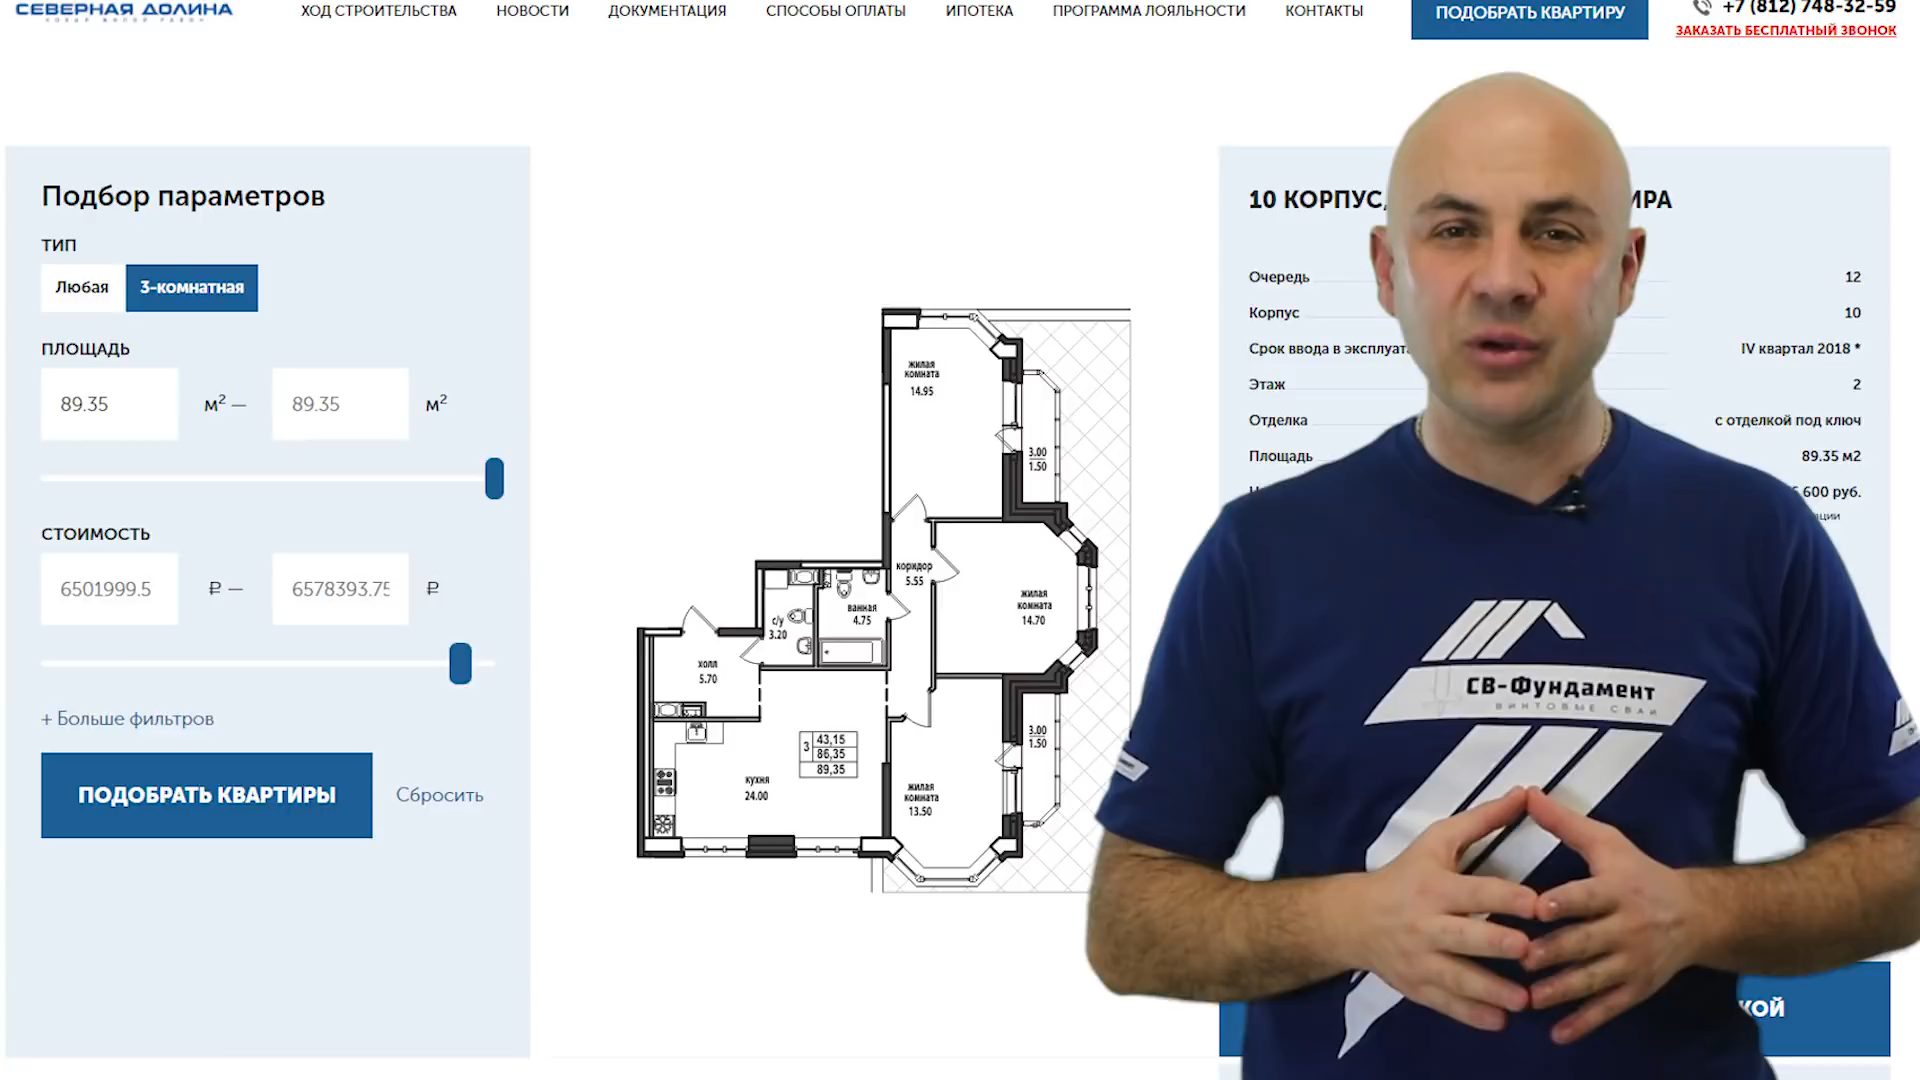 СЕВЕРНАЯ ДОЛИНА
ХОД СТРОИТЕЛЬСТВА
НОВОСТИ
ДОКУМЕНТАЦИЯ
СПОСОБЫ ОПЛАТЫ
ИПОТЕКА
ПРОГРАММА ЛОЯЛЬНОСТИ
КОНТАКТЫ
ПОДОБРАТЬ КВАРТИРУ
+7 (812) 748-32-59
ЗАКАЗАТЬ БЕСПЛАТНЫЙ ЗВОНОК
Подбор параметров
ТИП
Любая
3-комнатная
ПЛОЩАДЬ
89.35 м² — 89.35 м²
СТОИМОСТЬ
6501999.5 ₽ — 6578393.75 ₽
+ Больше фильтров
ПОДОБРАТЬ КВАРТИРЫ
Сбросить
жилая
комната
14.95
3.00
1.50
коридор
5.55
жилая
комната
14.70
ванная
4.75
с/у
3.20
холл
5.70
3.00
1.50
3
43,15
86,35
89,35
кухня
24.00
жилая
комната
13.50
10 КОРПУС,
Очередь 12
Корпус 10
Срок ввода в эксплуат IV квартал 2018 *
Этаж 2
Отделка с отделкой под ключ
Площадь 89.35 м2
600 руб.
СВ-Фундамент
ВИНТОВЫЕ СВАИ
КОЙ